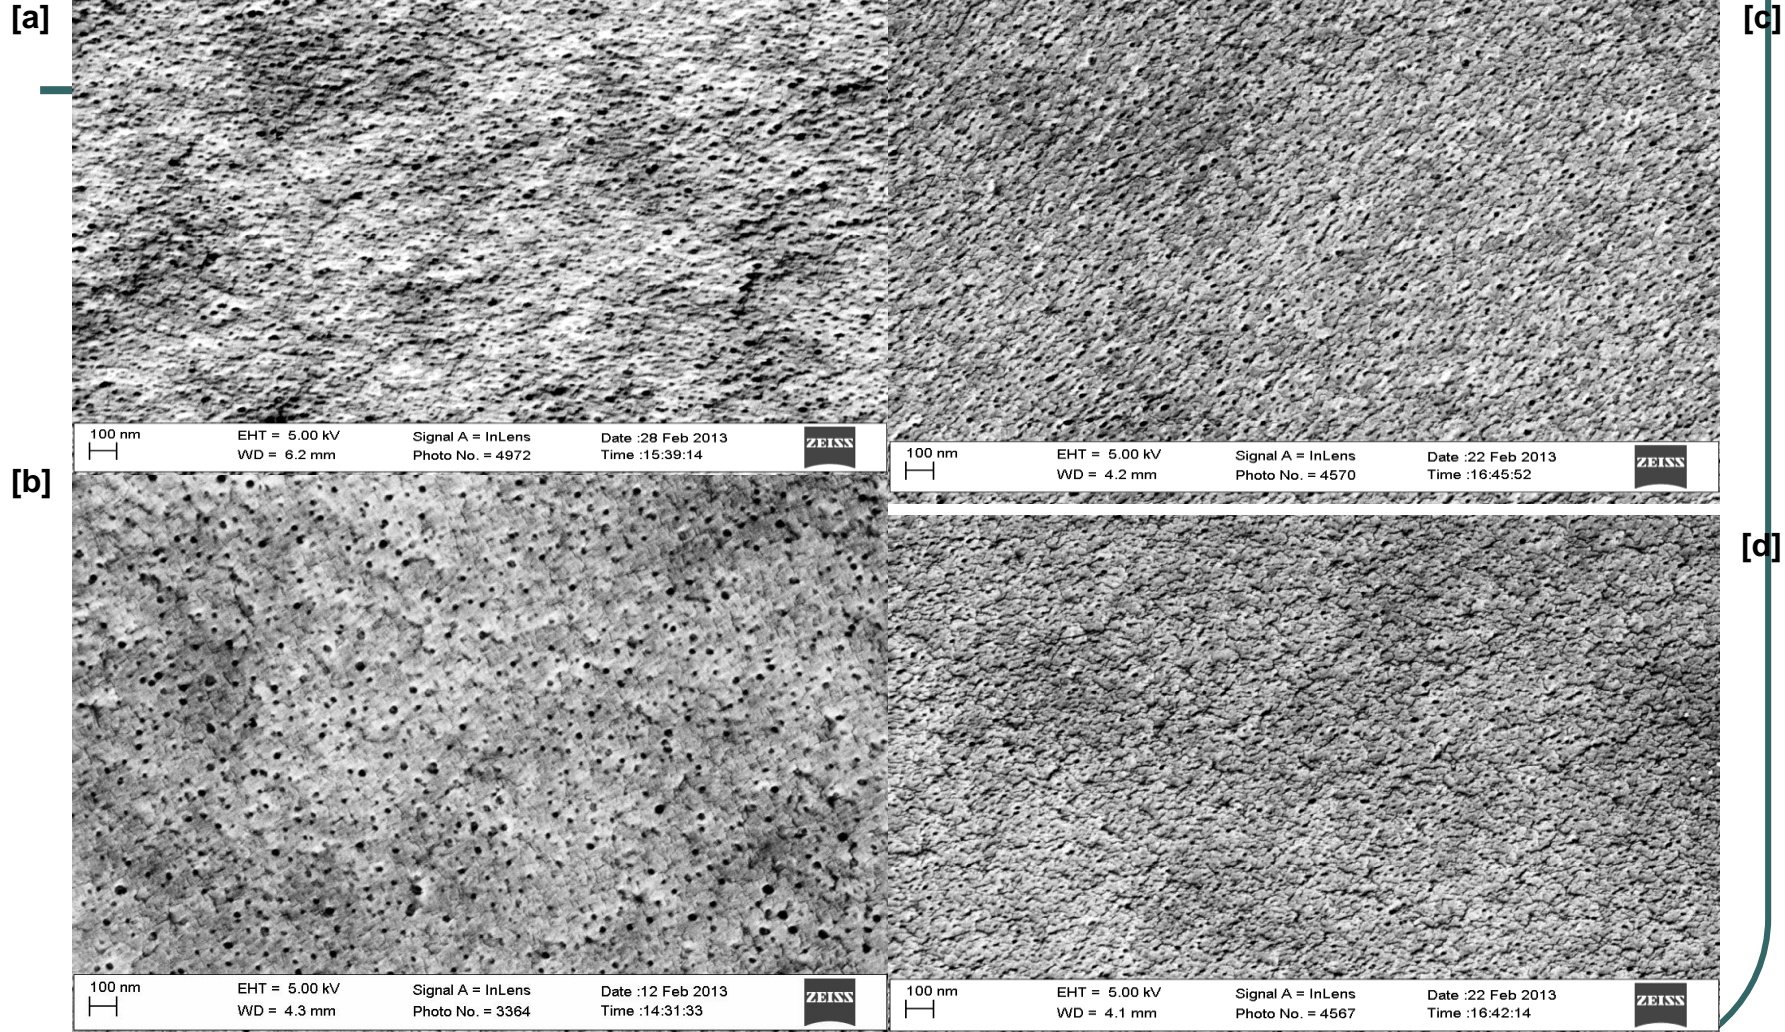 [a]
100 nm
EHT = 5.00 kV
WD = 6.2 mm
Signal A = InLens
Photo No. = 4972
Date :28 Feb 2013
Time :15:39:14
ZEISS
[b]
100 nm
EHT = 5.00 kV
WD = 4.3 mm
Signal A = InLens
Photo No. = 3364
Date :12 Feb 2013
Time :14:31:33
ZEISS
[c]
100 nm
EHT = 5.00 kV
WD = 4.2 mm
Signal A = InLens
Photo No. = 4570
Date :22 Feb 2013
Time :16:45:52
ZEISS
[d]
100 nm
EHT = 5.00 kV
WD = 4.1 mm
Signal A = InLens
Photo No. = 4567
Date :22 Feb 2013
Time :16:42:14
ZEISS